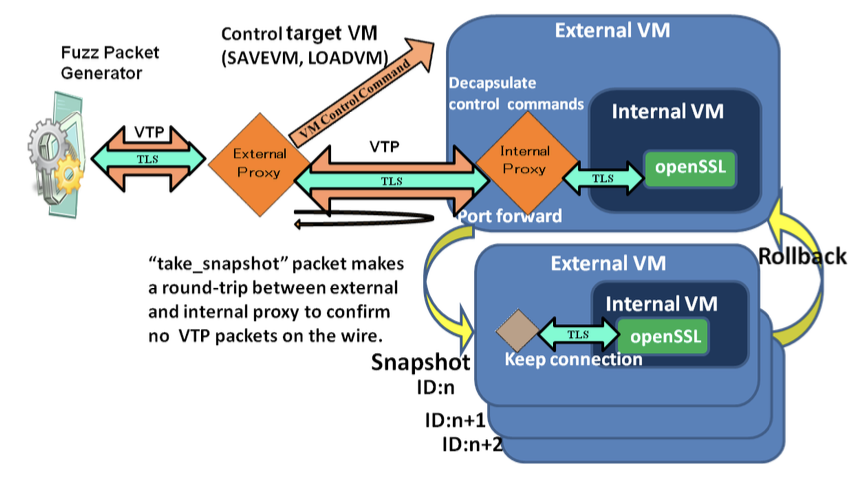 Fuzz Packet
Generator
VTP
TLS
Control target VM
(SAVEVM, LOADVM)
VM Control Command
External
Proxy
VTP
TLS
External VM
Decapsulate
control commands
Internal
Proxy
Internal VM
TLS
openSSL
Port forward
"take_snapshot" packet makes
a round-trip between external
and internal proxy to confirm
no VTP packets on the wire.
Rollback
External VM
Internal VM
TLS
openSSL
Keep connection
Snapshot
ID:n
ID:n+1
ID:n+2